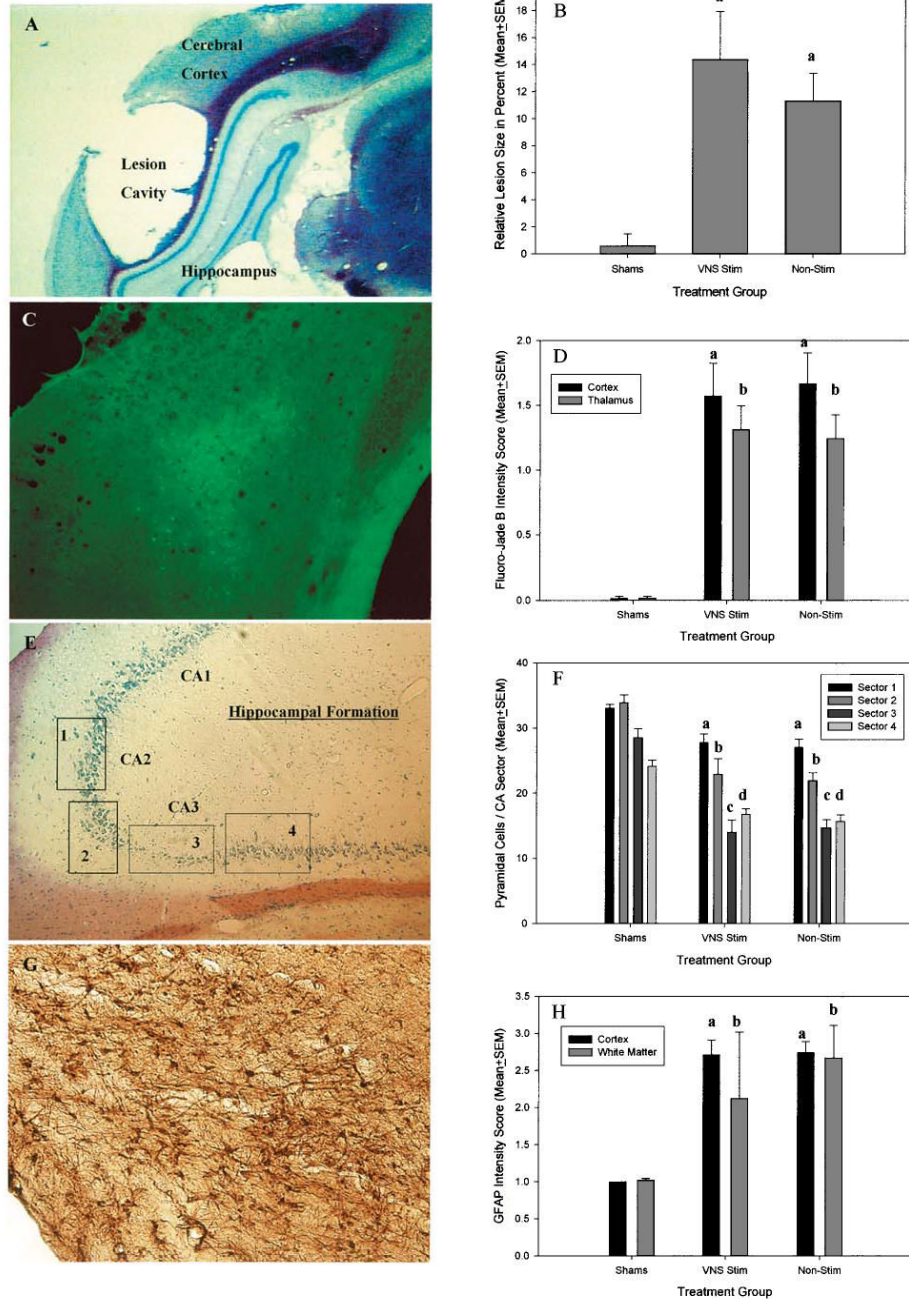 A
Cerebral
Cortex
Lesion
Cavity
Hippocampus
B
Relative Lesion Size in Percent (Mean±SEM)
18
16
14
12
10
8
6
4
2
0
a
a
Shams
VNS Stim
Non-Stim
Treatment Group
C
D
Fluoro-Jade B Intensity Score (Mean±SEM)
2.0
1.5
1.0
0.5
0.0
Cortex
Thalamus
a
b
a
b
Shams
VNS Stim
Non-Stim
Treatment Group
E
CA1
Hippocampal Formation
1
CA2
CA3
2
3
4
F
Pyramidal Cells / CA Sector (Mean±SEM)
40
30
20
10
0
Sector 1
Sector 2
Sector 3
Sector 4
a
b
c
d
a
b
c
d
Shams
VNS Stim
Non-Stim
Treatment Group
G
H
GFAP Intensity Score (Mean±SEM)
3.5
3.0
2.5
2.0
1.5
1.0
0.5
0.0
Cortex
White Matter
a
b
a
b
Shams
VNS Stim
Non-Stim
Treatment Group